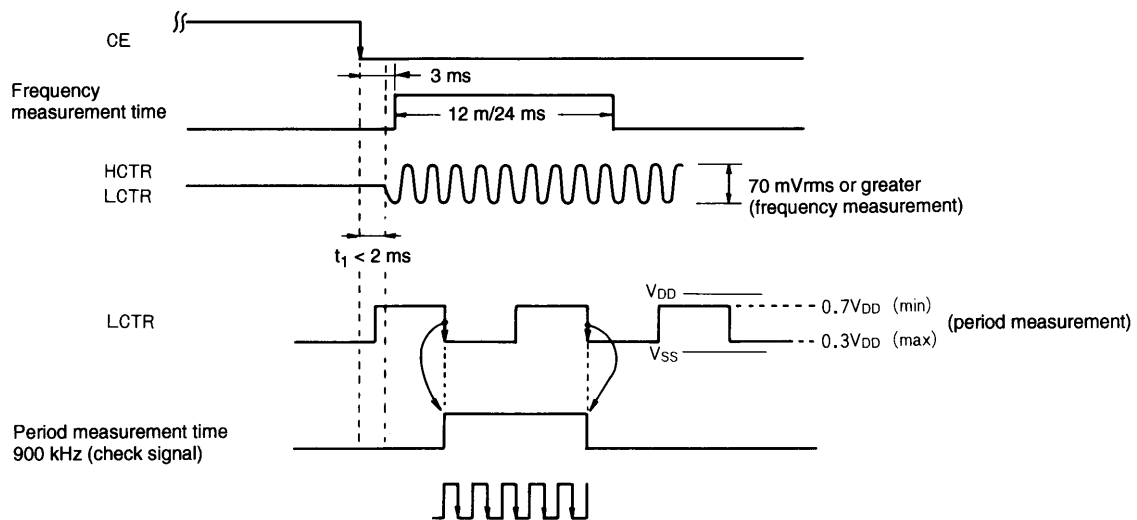 CE
3 ms
Frequency
measurement time
12 m/24 ms
HCTR
LCTR
70 mVrms or greater
(frequency measurement)
t1 < 2 ms
VDD
0.7VDD (min)
LCTR
(period measurement)
0.3VDD (max)
VSS
Period measurement time
900 kHz (check signal)